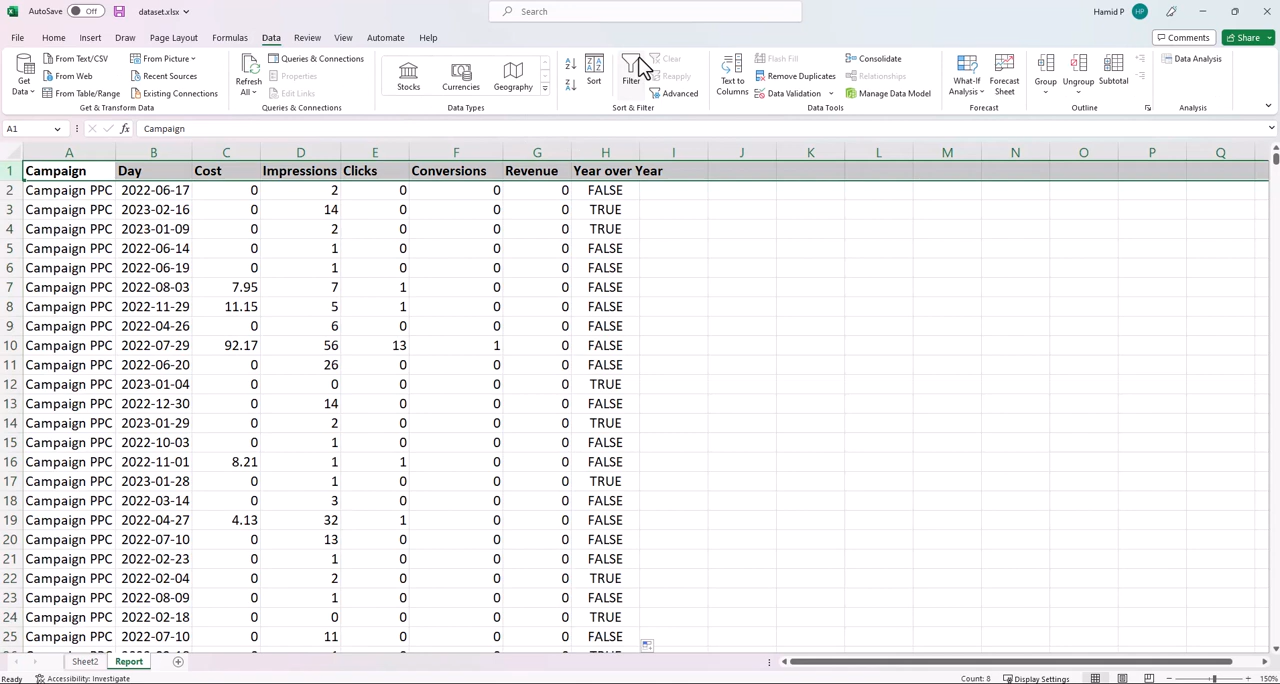 AutoSave Off dataset.xlsx Search Hamid P HP
File Home Insert Draw Page Layout Formulas Data Review View Automate Help Comments Share
Get Data From Text/CSV From Web From Table/Range From Picture Recent Sources Existing Connections
Refresh All Queries & Connections Properties Edit Links
Stocks Currencies Geography
Sort Filter Clear Reapply Advanced
Text to Columns Flash Fill Remove Duplicates Data Validation Consolidate Relationships Manage Data Model
What-If Analysis Forecast Sheet
Group Ungroup Subtotal
Data Analysis
Get & Transform Data Queries & Connections Data Types Sort & Filter Data Tools Forecast Outline Analysis
A1 fx Campaign
A B C D E F G H I J K L M N O P Q
1 Campaign Day Cost Impressions Clicks Conversions Revenue Year over Year
2 Campaign PPC 2022-06-17 0 2 0 0 0 FALSE
3 Campaign PPC 2023-02-16 0 14 0 0 0 TRUE
4 Campaign PPC 2023-01-09 0 2 0 0 0 TRUE
5 Campaign PPC 2022-06-14 0 1 0 0 0 FALSE
6 Campaign PPC 2022-06-19 0 1 0 0 0 FALSE
7 Campaign PPC 2022-08-03 7.95 7 1 0 0 FALSE
8 Campaign PPC 2022-11-29 11.15 5 1 0 0 FALSE
9 Campaign PPC 2022-04-26 0 6 0 0 0 FALSE
10 Campaign PPC 2022-07-29 92.17 56 13 1 0 FALSE
11 Campaign PPC 2022-06-20 0 26 0 0 0 FALSE
12 Campaign PPC 2023-01-04 0 0 0 0 0 TRUE
13 Campaign PPC 2022-12-30 0 14 0 0 0 FALSE
14 Campaign PPC 2023-01-29 0 2 0 0 0 TRUE
15 Campaign PPC 2022-10-03 0 1 0 0 0 FALSE
16 Campaign PPC 2022-11-01 8.21 1 1 0 0 FALSE
17 Campaign PPC 2023-01-28 0 1 0 0 0 TRUE
18 Campaign PPC 2022-03-14 0 3 0 0 0 FALSE
19 Campaign PPC 2022-04-27 4.13 32 1 0 0 FALSE
20 Campaign PPC 2022-07-10 0 13 0 0 0 FALSE
21 Campaign PPC 2022-02-23 0 1 0 0 0 FALSE
22 Campaign PPC 2022-02-04 0 2 0 0 0 TRUE
23 Campaign PPC 2022-08-09 0 1 0 0 0 FALSE
24 Campaign PPC 2022-02-18 0 0 0 0 0 TRUE
25 Campaign PPC 2022-07-10 0 11 0 0 0 FALSE
Sheet2 Report
Ready Accessibility: Investigate Count: 8 Display Settings 150%